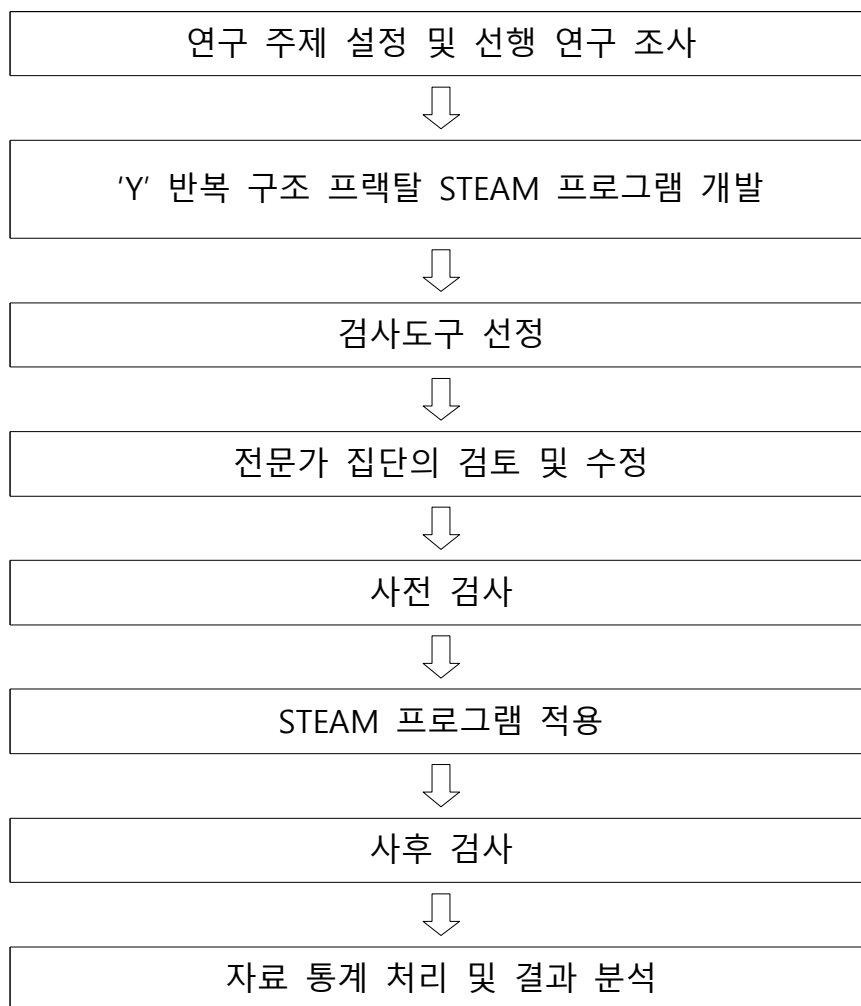 연구 주제 설정 및 선행 연구 조사
'Y' 반복 구조 프랙탈 STEAM 프로그램 개발
검사도구 선정
전문가 집단의 검토 및 수정
사전 검사
STEAM 프로그램 적용
사후 검사
자료 통계 처리 및 결과 분석